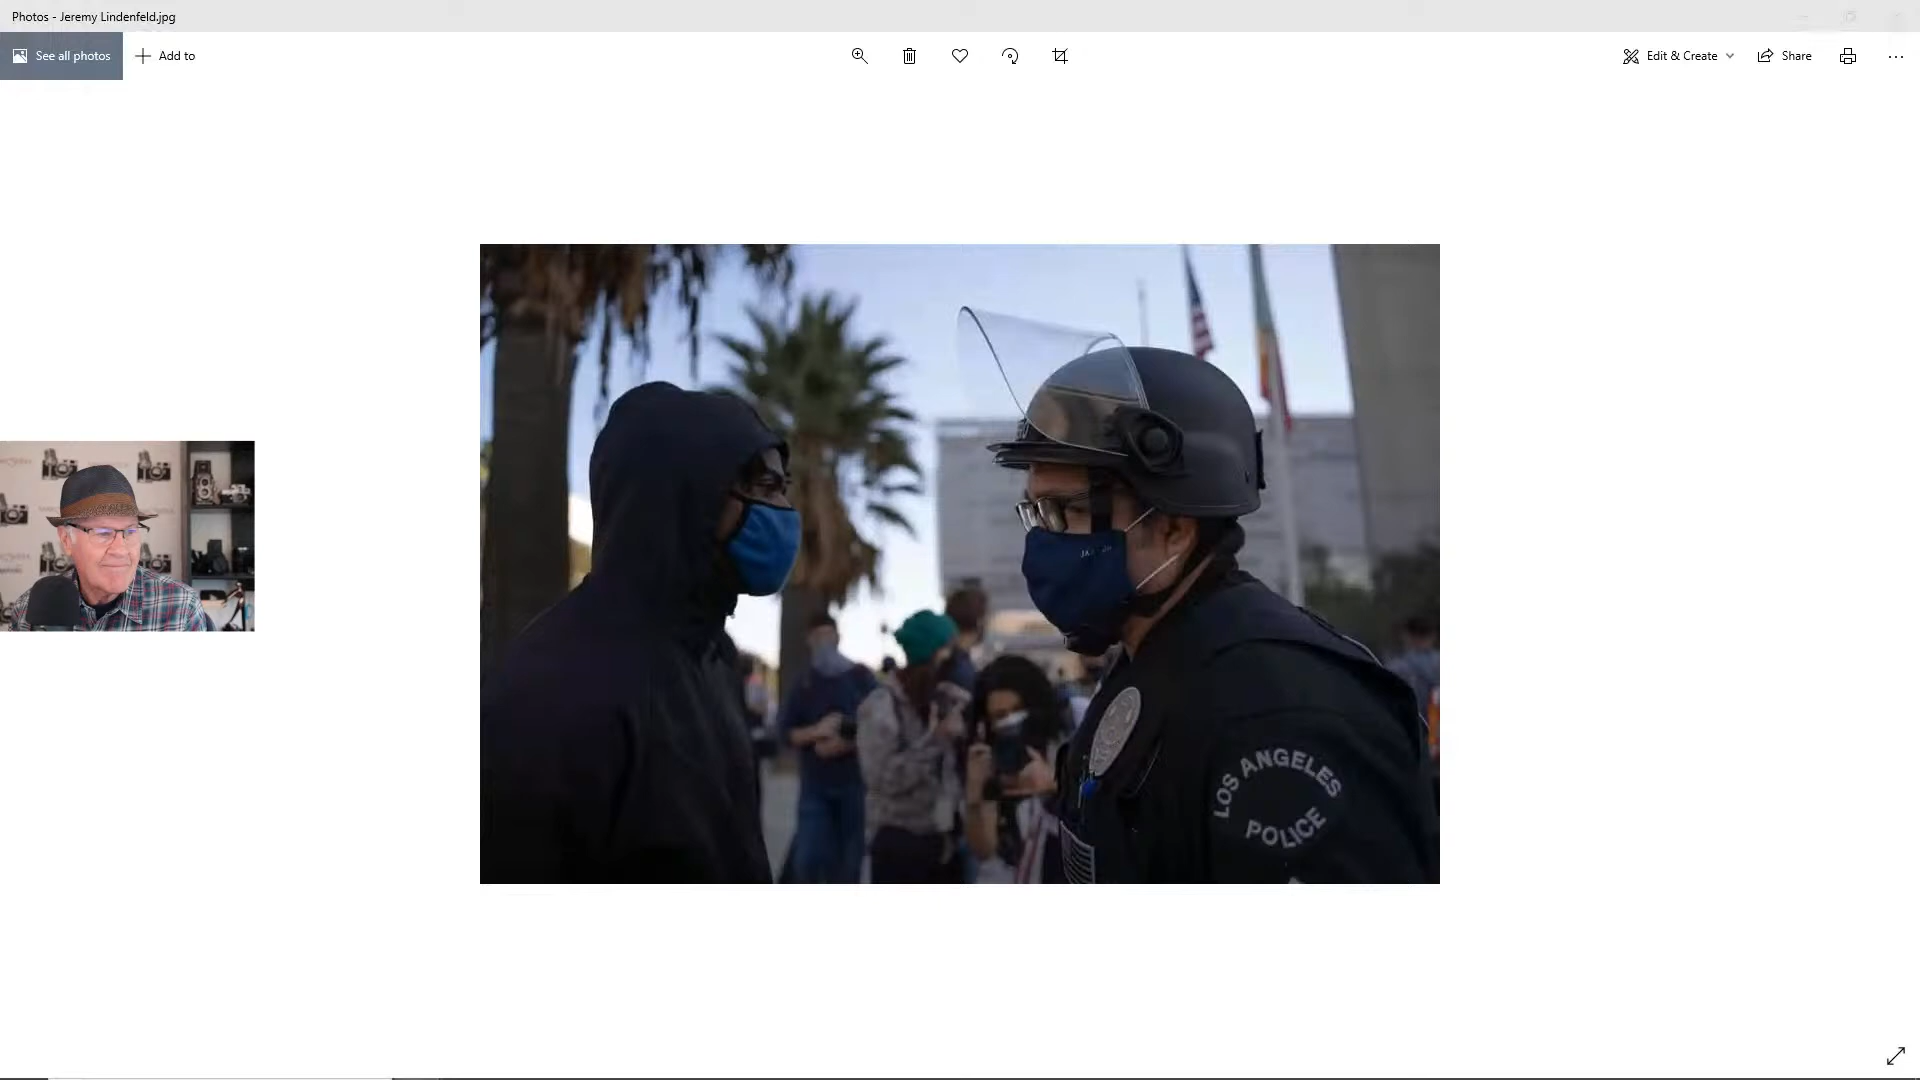 Photos - Jeremy Lindenfeld.jpg
See all photos
Add to
Edit & Create
Share
LOS ANGELES
POLICE